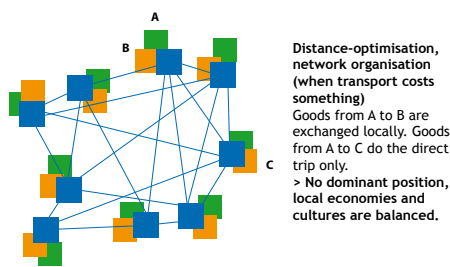 A
B
C
Distance-optimisation,
network organisation
(when transport costs
something)
Goods from A to B are
exchanged locally. Goods
from A to C do the direct
trip only.
> No dominant position,
local economies and
cultures are balanced.